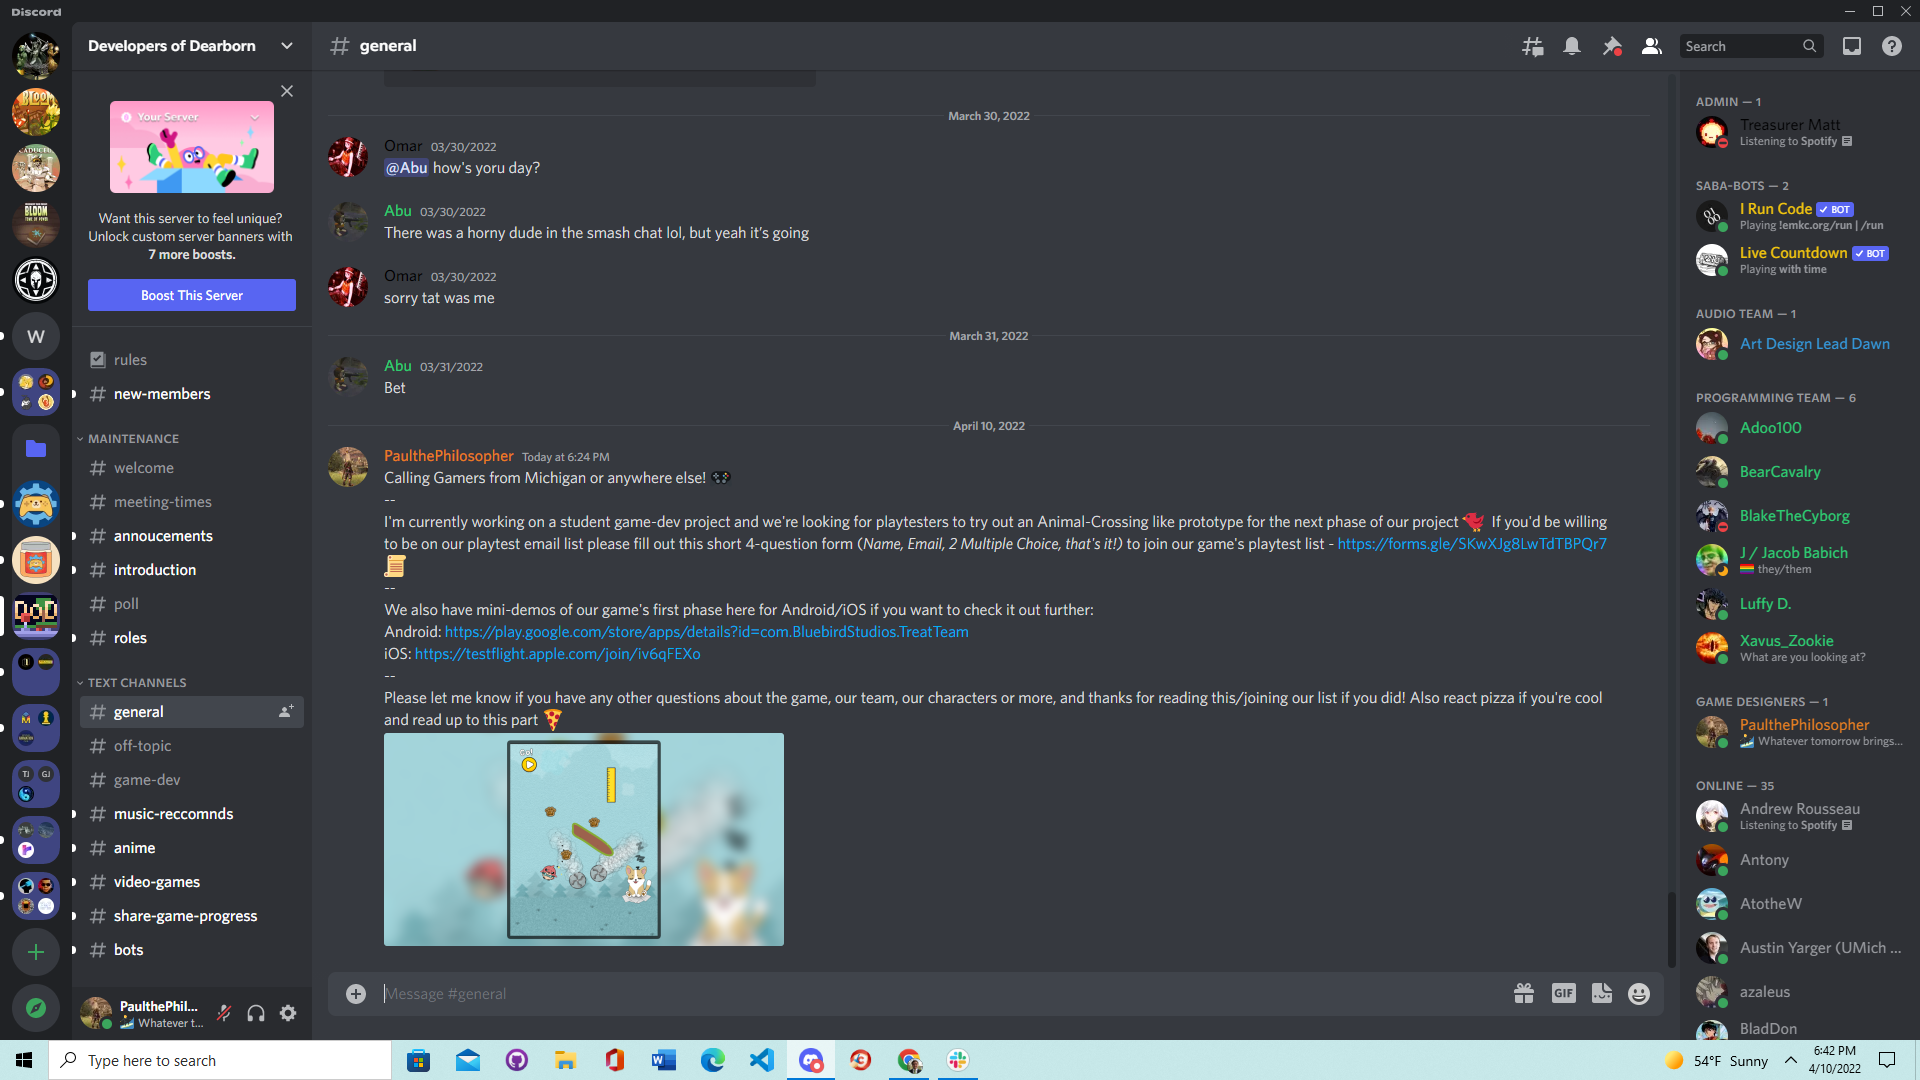 Discord
Developers of Dearborn
general
Search
Your Server
Want this server to feel unique?
Unlock custom server banners with
7 more boosts.
Boost This Server
rules
new-members
MAINTENANCE
welcome
meeting-times
annoucements
introduction
poll
roles
TEXT CHANNELS
general
off-topic
game-dev
music-reccomnds
anime
video-games
share-game-progress
bots
PaulthePhil...
Whatever t...
March 30, 2022
Omar 03/30/2022
@Abu how's yoru day?
Abu 03/30/2022
There was a horny dude in the smash chat lol, but yeah it's going
Omar 03/30/2022
sorry tat was me
March 31, 2022
Abu 03/31/2022
Bet
April 10, 2022
PaulthePhilosopher Today at 6:24 PM
Calling Gamers from Michigan or anywhere else!
--
I'm currently working on a student game-dev project and we're looking for playtesters to try out an Animal-Crossing like prototype for the next phase of our project If you'd be willing
to be on our playtest email list please fill out this short 4-question form (Name, Email, 2 Multiple Choice, that's it!) to join our game's playtest list - https://forms.gle/SKwXJg8LwTdTBPQr7
--
We also have mini-demos of our game's first phase here for Android/iOS if you want to check it out further:
Android: https://play.google.com/store/apps/details?id=com.BluebirdStudios.TreatTeam
iOS: https://testflight.apple.com/join/iv6qFEXo
--
Please let me know if you have any other questions about the game, our team, our characters or more, and thanks for reading this/joining our list if you did! Also react pizza if you're cool
and read up to this part
Go!
Message #general
GIF
ADMIN — 1
Treasurer Matt
Listening to Spotify
SABA-BOTS — 2
I Run Code BOT
Playing !emkc.org/run | /run
Live Countdown BOT
Playing with time
AUDIO TEAM — 1
Art Design Lead Dawn
PROGRAMMING TEAM — 6
Adoo100
BearCavalry
BlakeTheCyborg
J / Jacob Babich
they/them
Luffy D.
Xavus_Zookie
What are you looking at?
GAME DESIGNERS — 1
PaulthePhilosopher
Whatever tomorrow brings...
ONLINE — 35
Andrew Rousseau
Listening to Spotify
Antony
AtotheW
Austin Yarger (UMich ...
azaleus
BladDon
BLOOM
CADUCEU
BLOOM
W
DoD
M
TJ GJ
Type here to search
54°F Sunny
6:42 PM
4/10/2022